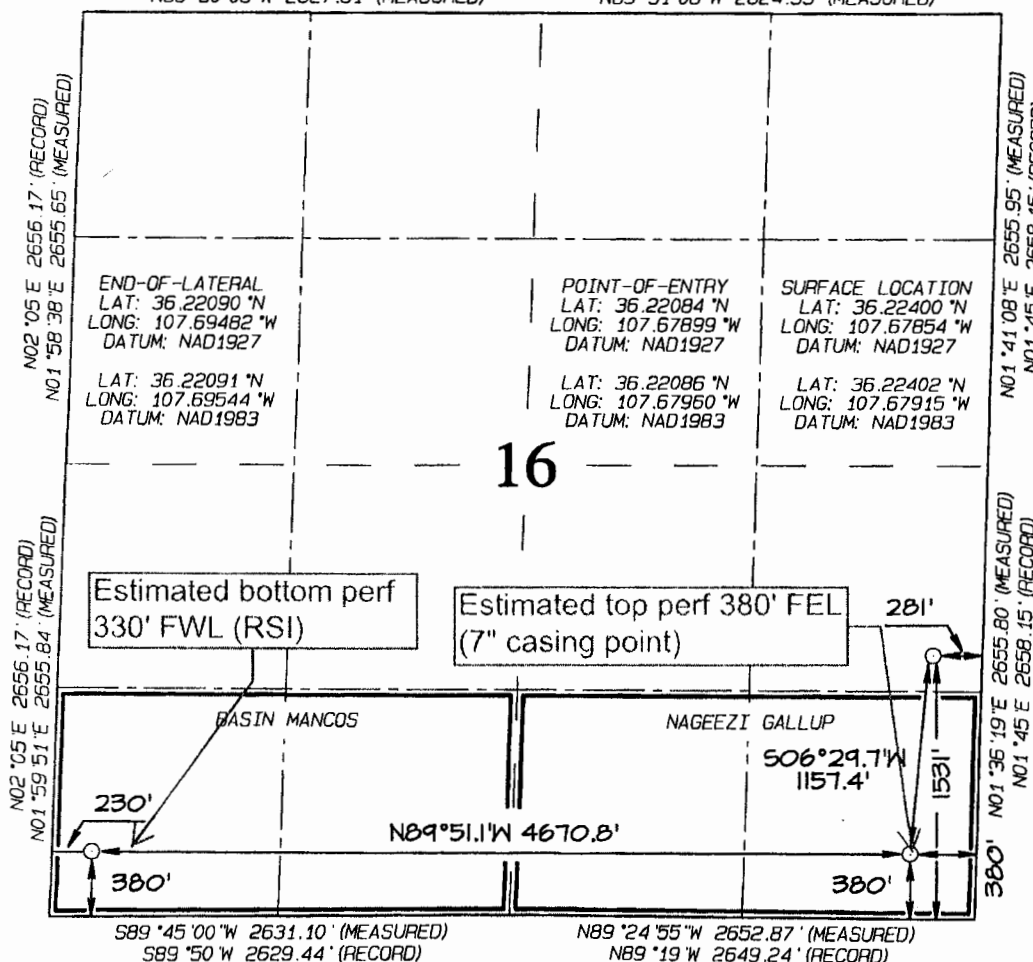 N02 °05'E 2656.17' (RECORD)
N01 °58'38"E 2655.65' (MEASURED)
N01 °41'08"E 2655.95' (MEASURED)
END-OF-LATERAL
LAT: 36.22090 °N
LONG: 107.69482 °W
DATUM: NAD1927
LAT: 36.22091 °N
LONG: 107.69544 °W
DATUM: NAD1983
POINT-OF-ENTRY
LAT: 36.22084 °N
LONG: 107.67899 °W
DATUM: NAD1927
LAT: 36.22086 °N
LONG: 107.67960 °W
DATUM: NAD1983
SURFACE LOCATION
LAT: 36.22400 °N
LONG: 107.67854 °W
DATUM: NAD1927
LAT: 36.22402 °N
LONG: 107.67915 °W
DATUM: NAD1983
16
N02 °05'E 2656.17' (RECORD)
N01 °59'51"E 2655.84' (MEASURED)
Estimated bottom perf
330' FWL (RSI)
Estimated top perf 380' FEL
(7" casing point)
281'
N01 °36'19"E 2655.80' (MEASURED)
N01 °45'E 2658.15' (RECORD)
BASIN MANCOS
NAGEEZI GALLUP
S06°29.7'W
1157.4'
1531'
230'
N89°51.1'W 4670.8'
380'
380'
380'
S89 °45'00"W 2631.10' (MEASURED)
S89 °50'W 2629.44' (RECORD)
N89 °24'55"W 2652.87' (MEASURED)
N89 °19'W 2649.24' (RECORD)